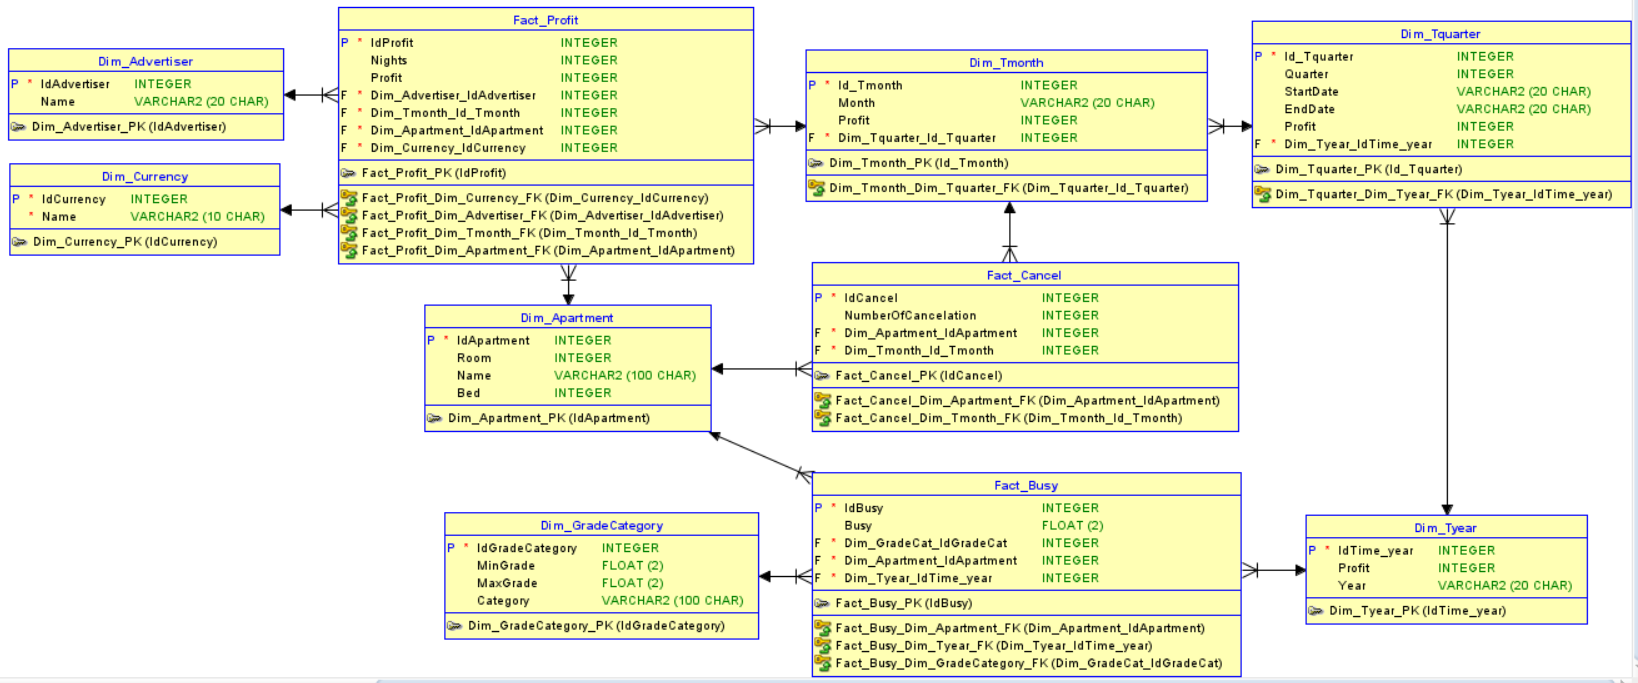 Fact_Profit
P * IdProfit INTEGER
Nights INTEGER
Profit INTEGER
F * Dim_Advertiser_IdAdvertiser INTEGER
F * Dim_Tmonth_Id_Tmonth INTEGER
F * Dim_Apartment_IdApartment INTEGER
F * Dim_Currency_IdCurrency INTEGER
Fact_Profit_PK (IdProfit)
Fact_Profit_Dim_Currency_FK (Dim_Currency_IdCurrency)
Fact_Profit_Dim_Advertiser_FK (Dim_Advertiser_IdAdvertiser)
Fact_Profit_Dim_Tmonth_FK (Dim_Tmonth_Id_Tmonth)
Fact_Profit_Dim_Apartment_FK (Dim_Apartment_IdApartment)
Dim_Advertiser
P * IdAdvertiser INTEGER
Name VARCHAR2 (20 CHAR)
Dim_Advertiser_PK (IdAdvertiser)
Dim_Currency
P * IdCurrency INTEGER
* Name VARCHAR2 (10 CHAR)
Dim_Currency_PK (IdCurrency)
Dim_Tmonth
P * Id_Tmonth INTEGER
Month VARCHAR2 (20 CHAR)
Profit INTEGER
F * Dim_Tquarter_Id_Tquarter INTEGER
Dim_Tmonth_PK (Id_Tmonth)
Dim_Tmonth_Dim_Tquarter_FK (Dim_Tquarter_Id_Tquarter)
Dim_Tquarter
P * Id_Tquarter INTEGER
Quarter INTEGER
StartDate VARCHAR2 (20 CHAR)
EndDate VARCHAR2 (20 CHAR)
Profit INTEGER
F * Dim_Tyear_IdTime_year INTEGER
Dim_Tquarter_PK (Id_Tquarter)
Dim_Tquarter_Dim_Tyear_FK (Dim_Tyear_IdTime_year)
Fact_Cancel
P * IdCancel INTEGER
NumberOfCancelation INTEGER
F * Dim_Apartment_IdApartment INTEGER
F * Dim_Tmonth_Id_Tmonth INTEGER
Fact_Cancel_PK (IdCancel)
Fact_Cancel_Dim_Apartment_FK (Dim_Apartment_IdApartment)
Fact_Cancel_Dim_Tmonth_FK (Dim_Tmonth_Id_Tmonth)
Dim_Apartment
P * IdApartment INTEGER
Room INTEGER
Name VARCHAR2 (100 CHAR)
Bed INTEGER
Dim_Apartment_PK (IdApartment)
Fact_Busy
P * IdBusy INTEGER
Busy FLOAT (2)
F * Dim_GradeCat_IdGradeCat INTEGER
F * Dim_Apartment_IdApartment INTEGER
F * Dim_Tyear_IdTime_year INTEGER
Fact_Busy_PK (IdBusy)
Fact_Busy_Dim_Apartment_FK (Dim_Apartment_IdApartment)
Fact_Busy_Dim_Tyear_FK (Dim_Tyear_IdTime_year)
Fact_Busy_Dim_GradeCategory_FK (Dim_GradeCat_IdGradeCat)
Dim_GradeCategory
P * IdGradeCategory INTEGER
MinGrade FLOAT (2)
MaxGrade FLOAT (2)
Category VARCHAR2 (100 CHAR)
Dim_GradeCategory_PK (IdGradeCategory)
Dim_Tyear
P * IdTime_year INTEGER
Profit INTEGER
Year VARCHAR2 (20 CHAR)
Dim_Tyear_PK (IdTime_year)